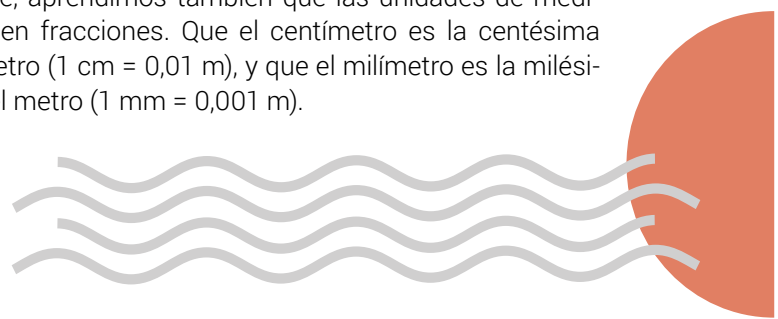 e, aprendimos también que las unidades de medi-
en fracciones. Que el centímetro es la centésima
etro (1 cm = 0,01 m), y que el milímetro es la milési-
l metro (1 mm = 0,001 m).